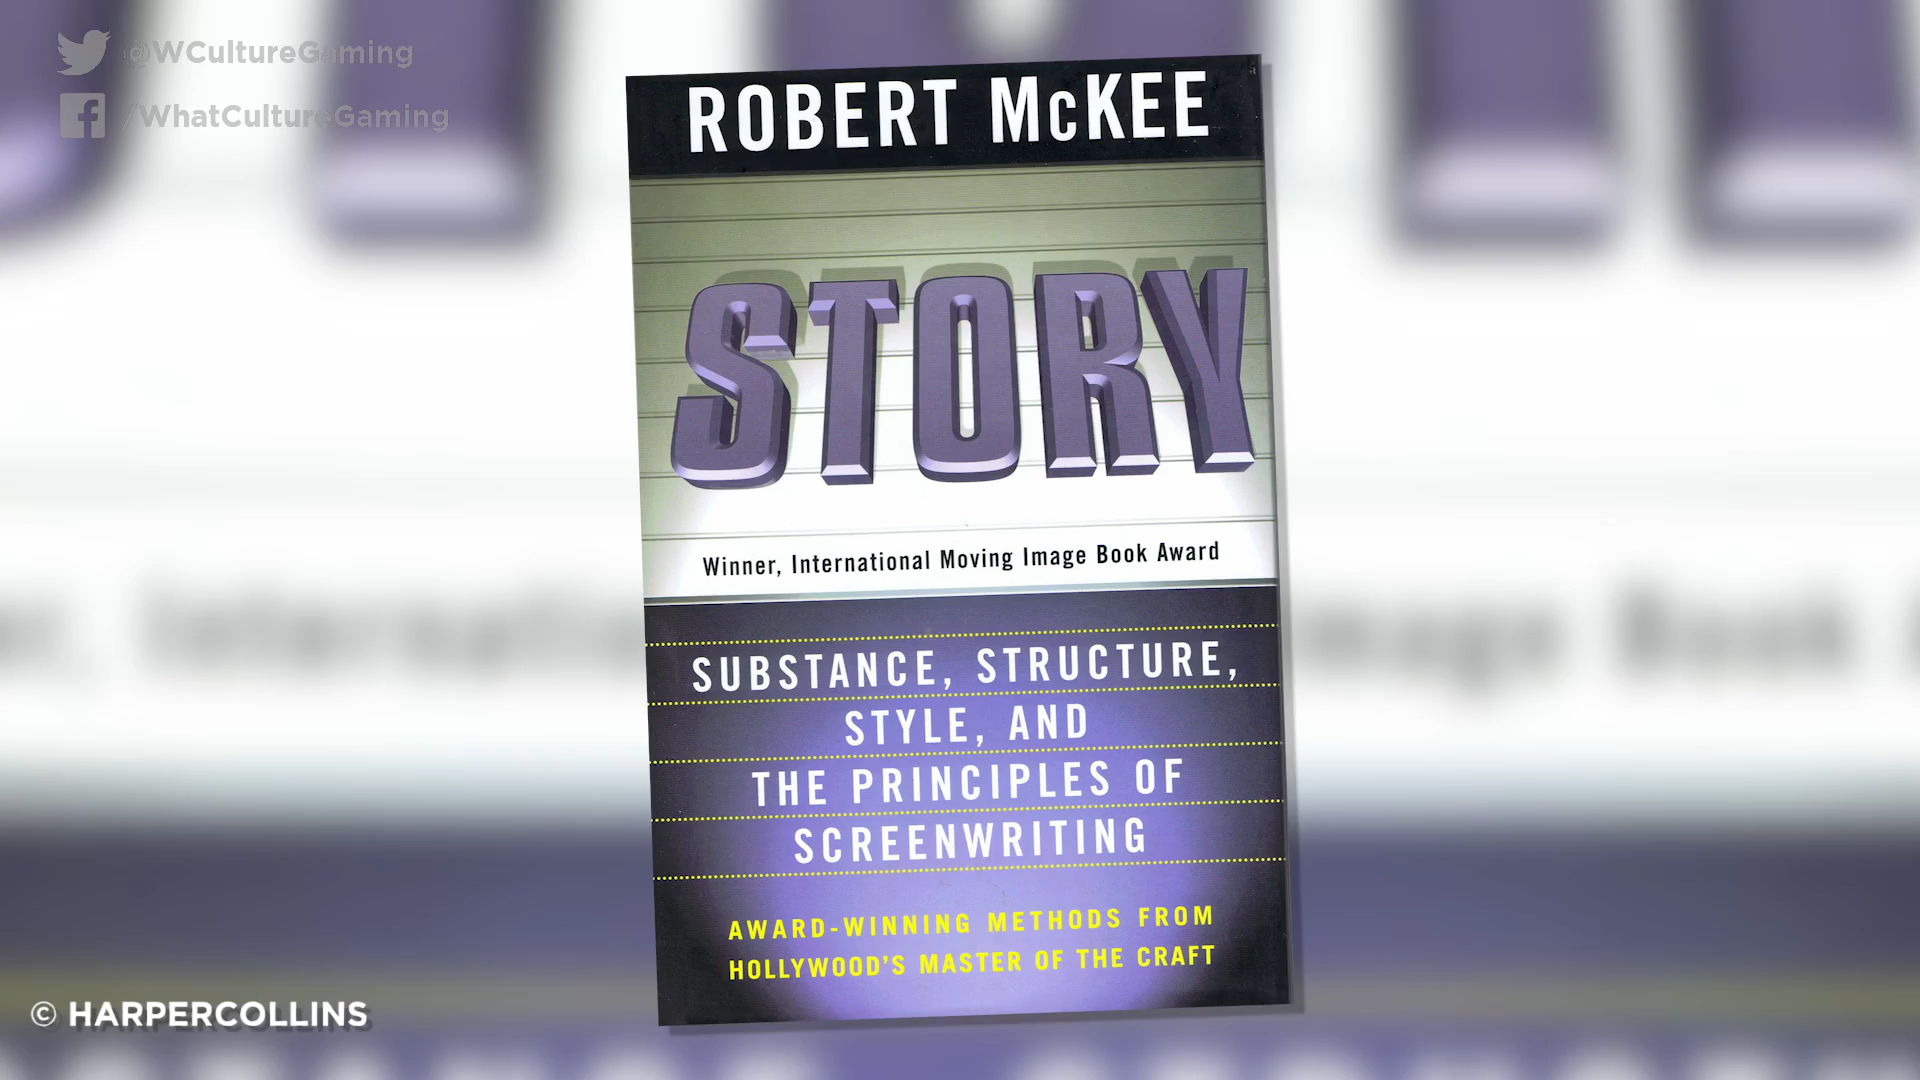 @WCultureGaming
/WhatCultureGaming
ROBERT McKEE
STORY
Winner, International Moving Image Book Award
SUBSTANCE, STRUCTURE,
STYLE, AND
THE PRINCIPLES OF
SCREENWRITING
AWARD-WINNING METHODS FROM
HOLLYWOOD'S MASTER OF THE CRAFT
© HARPERCOLLINS